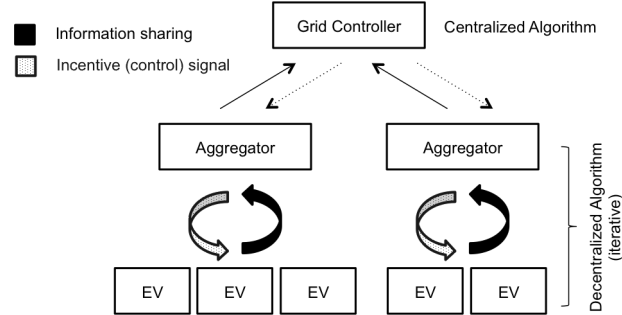 Grid Controller
Centralized Algorithm
Information sharing
Incentive (control) signal
Aggregator
Aggregator
Decentralized Algorithm
(iterative)
EV
EV
EV
EV
EV